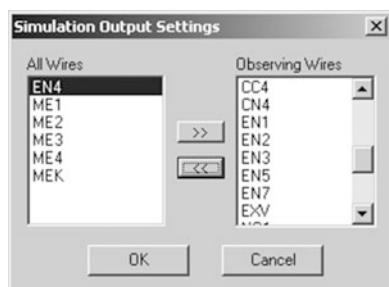 Simulation Output Settings
All Wires
EN4
ME1
ME2
ME3
ME4
MEK
>>
<<
Observing Wires
CC4
CN4
EN1
EN2
EN3
EN5
EN7
EXV
OK
Cancel